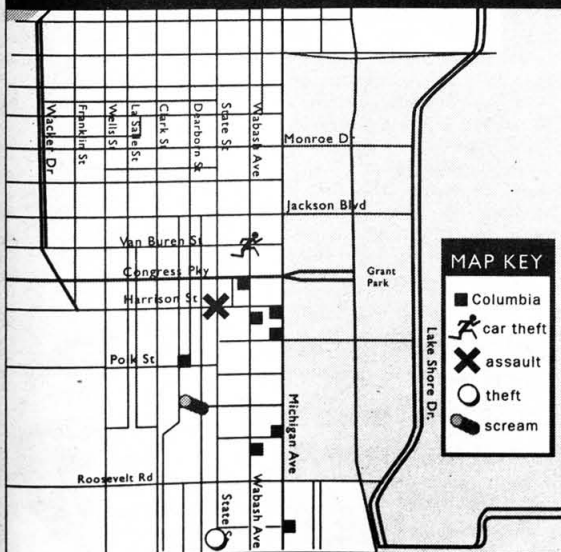 Wacker Dr
Franklin St
Wells St
La Salle St
Clark St
Dearborn St
State St
Wabash Ave
Monroe Dr
Jackson Blvd
Van Buren St
Congress Pky
Grant
Park
Harrison St
MAP KEY
Columbia
car theft
assault
theft
scream
Lake Shore Dr.
Polk St
Michigan Ave
Roosevelt Rd
State S
Wabash Ave